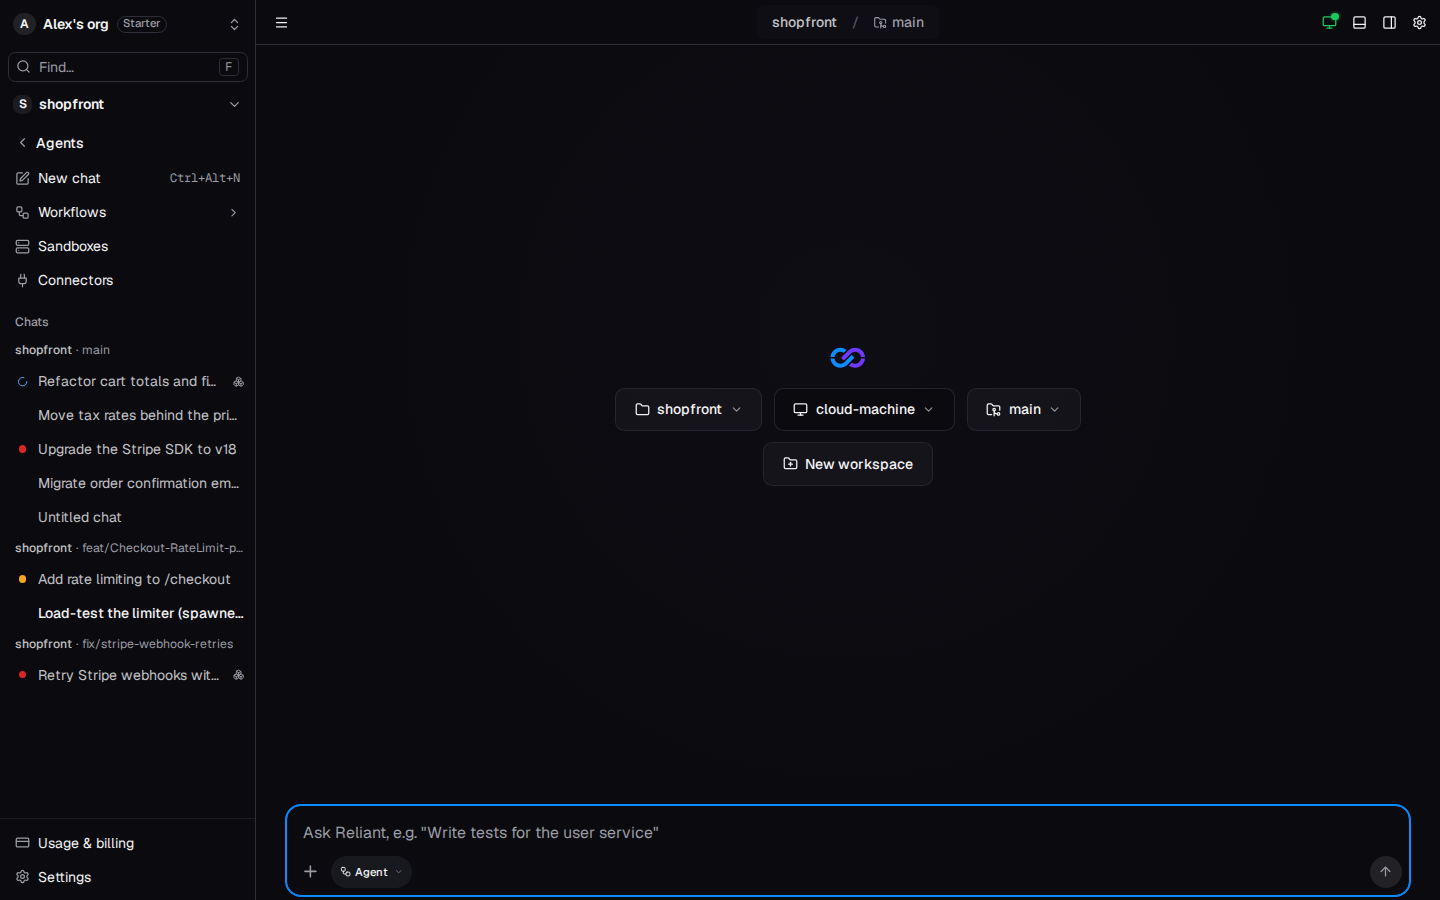 A Alex's org Starter
Find... F
S shopfront
Agents
New chat Ctrl+Alt+N
Workflows
Sandboxes
Connectors
Chats
shopfront · main
Refactor cart totals and fi...
Move tax rates behind the pri...
Upgrade the Stripe SDK to v18
Migrate order confirmation em...
Untitled chat
shopfront · feat/Checkout-RateLimit-p...
Add rate limiting to /checkout
Load-test the limiter (spawne...
shopfront · fix/stripe-webhook-retries
Retry Stripe webhooks wit...
Usage & billing
Settings
shopfront / main
shopfront cloud-machine main
New workspace
Ask Reliant, e.g. "Write tests for the user service"
Agent